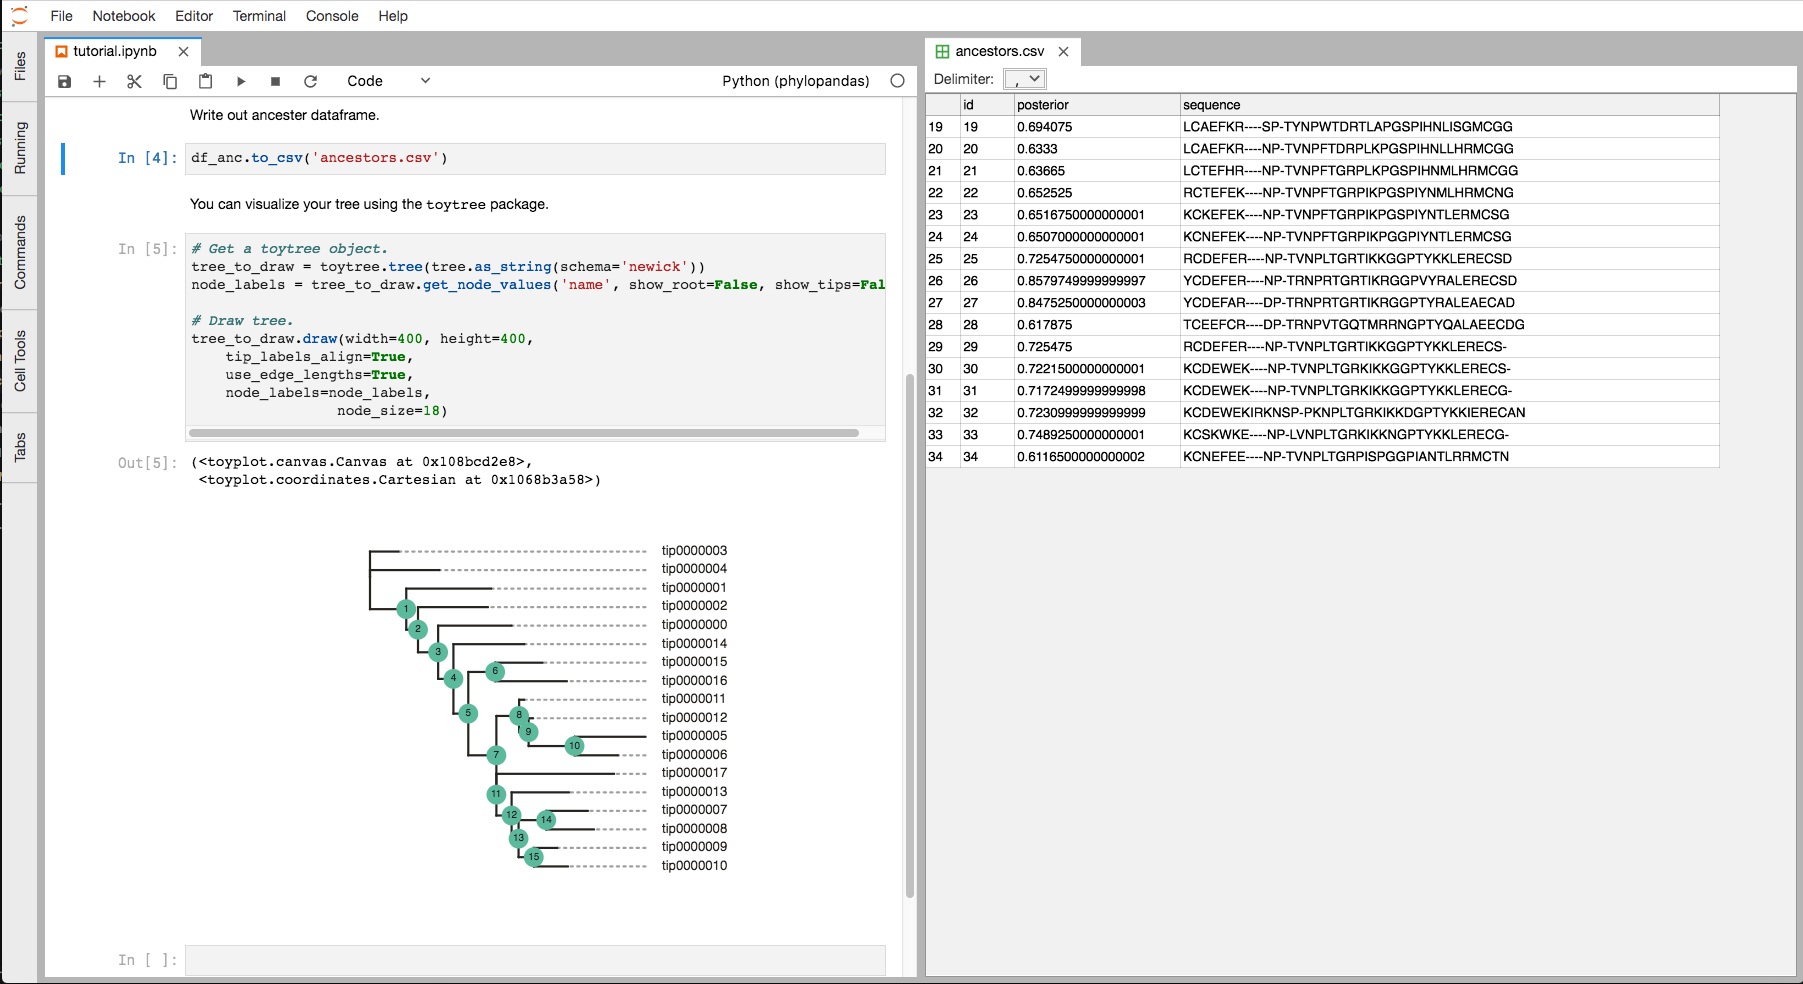 File Notebook Editor Terminal Console Help
Files
Running
Commands
Cell Tools
Tabs
tutorial.ipynb
Code
Python (phylopandas)
Write out ancester dataframe.
In [4]: df_anc.to_csv('ancestors.csv')
You can visualize your tree using the toytree package.
In [5]: # Get a toytree object.
tree_to_draw = toytree.tree(tree.as_string(schema='newick'))
node_labels = tree_to_draw.get_node_values('name', show_root=False, show_tips=Fal
# Draw tree.
tree_to_draw.draw(width=400, height=400,
tip_labels_align=True,
use_edge_lengths=True,
node_labels=node_labels,
node_size=18)
Out[5]: (<toyplot.canvas.Canvas at 0x108bcd2e8>,
<toyplot.coordinates.Cartesian at 0x1068b3a58>)
tip0000003
tip0000004
tip0000001
1 tip0000002
2 tip0000000
3 tip0000014
4 6 tip0000015
tip0000016
tip0000011
5 8 tip0000012
9 tip0000005
7 10 tip0000006
tip0000017
11 tip0000013
12 14 tip0000007
tip0000008
13 tip0000009
15 tip0000010
In [ ]:
ancestors.csv
Delimiter: ,
id posterior sequence
19 19 0.694075 LCAEFKR----SP-TYNPWTDRTLAPGSPIHNLISGMCGG
20 20 0.6333 LCAEFKR----NP-TVNPFTDRPLKPGSPIHNLLHRMCGG
21 21 0.63665 LCTEFHR----NP-TVNPFTGRPLKPGSPIHNMLHRMCGG
22 22 0.652525 RCTEFEK----NP-TVNPFTGRPIKPGSPIYNMLHRMCNG
23 23 0.6516750000000001 KCKEFEK----NP-TVNPFTGRPIKPGSPIYNTLERMCSG
24 24 0.6507000000000001 KCNEFEK----NP-TVNPFTGRPIKPGGPIYNTLERMCSG
25 25 0.7254750000000001 RCDEFER----NP-TVNPLTGRTIKKGGPTYKKLERECSD
26 26 0.8579749999999997 YCDEFER----NP-TRNPRTGRTIKRGGPVYRALERECSD
27 27 0.8475250000000003 YCDEFAR----DP-TRNPRTGRTIKRGGPTYRALEAECAD
28 28 0.617875 TCEEFCR----DP-TRNPVTGQTMRRNGPTYQALAEECDG
29 29 0.725475 RCDEFER----NP-TVNPLTGRTIKKGGPTYKKLERECS-
30 30 0.7221500000000001 KCDEWEK----NP-TVNPLTGRKIKKGGPTYKKLERECS-
31 31 0.7172499999999998 KCDEWEK----NP-TVNPLTGRKIKKGGPTYKKLERECG-
32 32 0.7230999999999999 KCDEWEKIRKNSP-PKNPLTGRKIKKDGPTYKKIERECAN
33 33 0.7489250000000001 KCSKWKE----NP-LVNPLTGRKIKKNGPTYKKLERECG-
34 34 0.6116500000000002 KCNEFEE----NP-TVNPLTGRPISPGGPIANTLRRMCTN